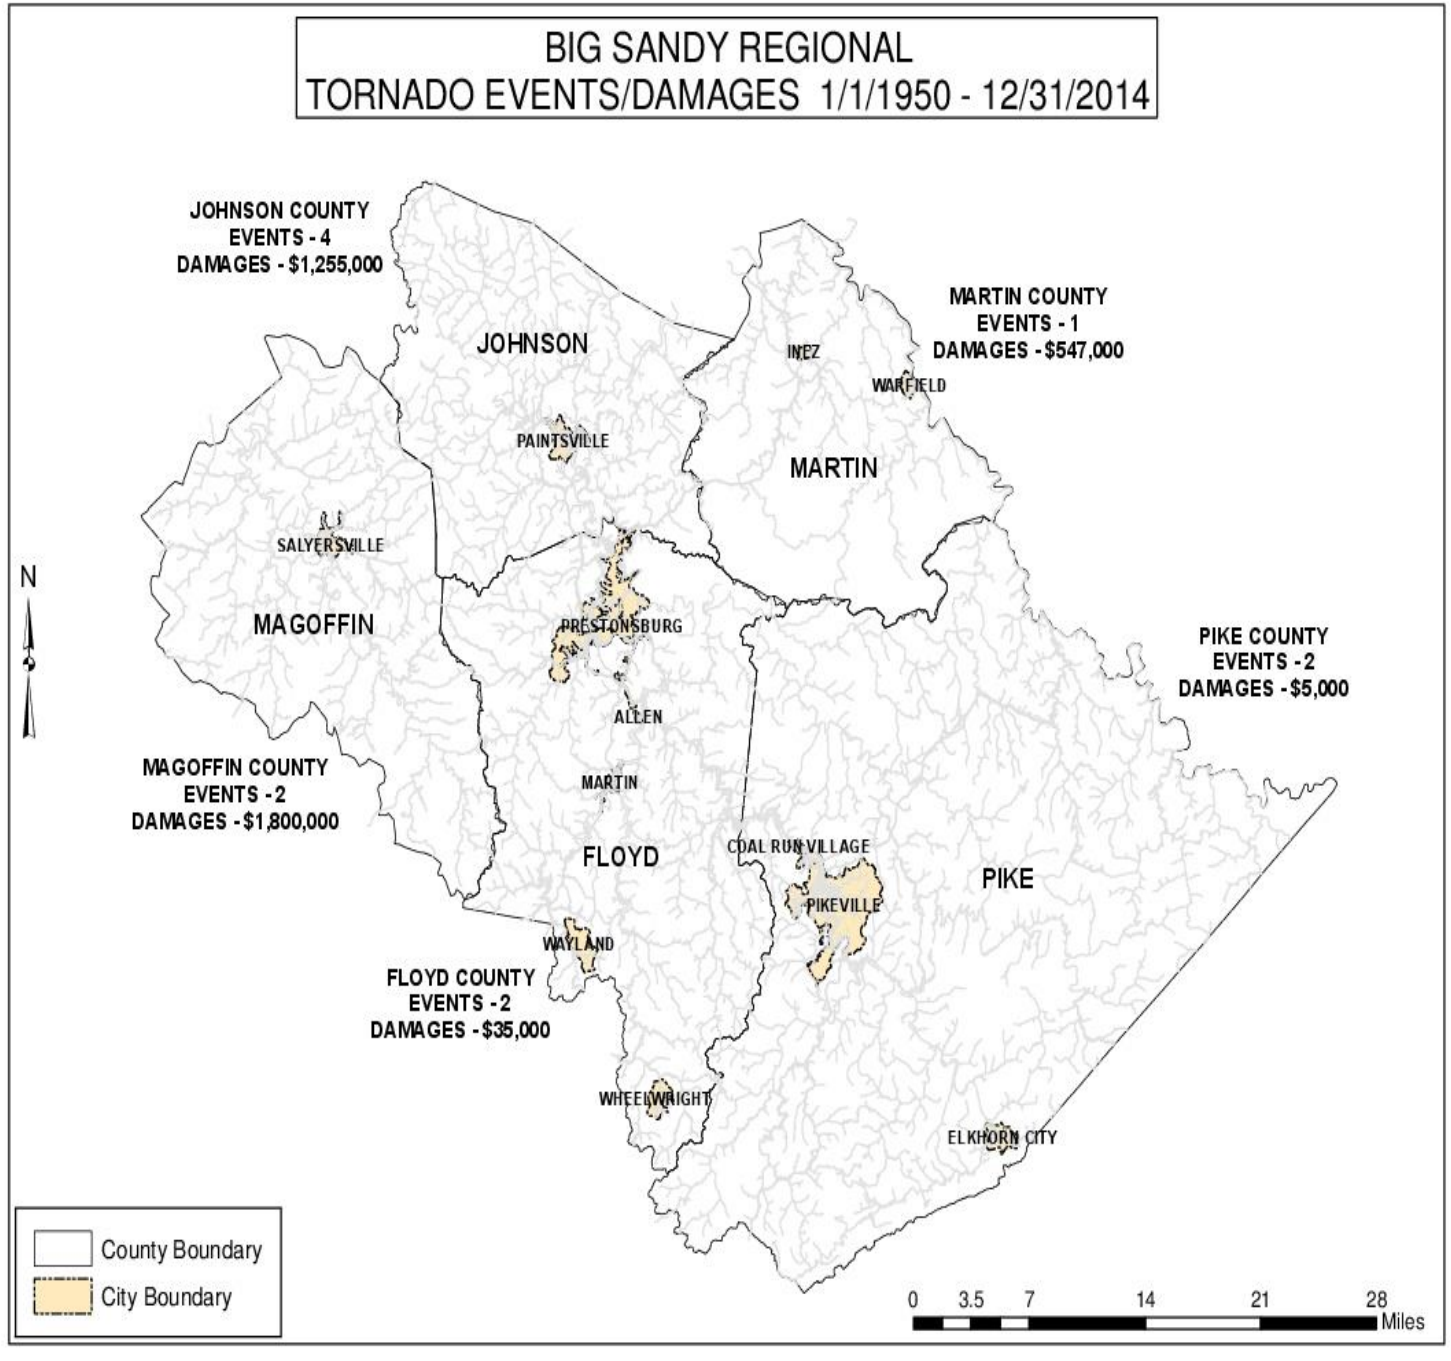 BIG SANDY REGIONAL
TORNADO EVENTS/DAMAGES 1/1/1950 - 12/31/2014
JOHNSON COUNTY
EVENTS - 4
DAMAGES - $1,255,000
MARTIN COUNTY
EVENTS - 1
DAMAGES - $547,000
JOHNSON
INEZ
WARFIELD
PAINTSVILLE
MARTIN
SALYERSVILLE
N
MAGOFFIN
PRESTONSBURG
PIKE COUNTY
EVENTS - 2
DAMAGES - $5,000
ALLEN
MAGOFFIN COUNTY
EVENTS - 2
DAMAGES - $1,800,000
MARTIN
FLOYD
COAL RUN VILLAGE
PIKE
PIKEVILLE
WAYLAND
FLOYD COUNTY
EVENTS - 2
DAMAGES - $35,000
WHEELWRIGHT
ELKHORN CITY
County Boundary
City Boundary
0 3.5 7 14 21 28
Miles